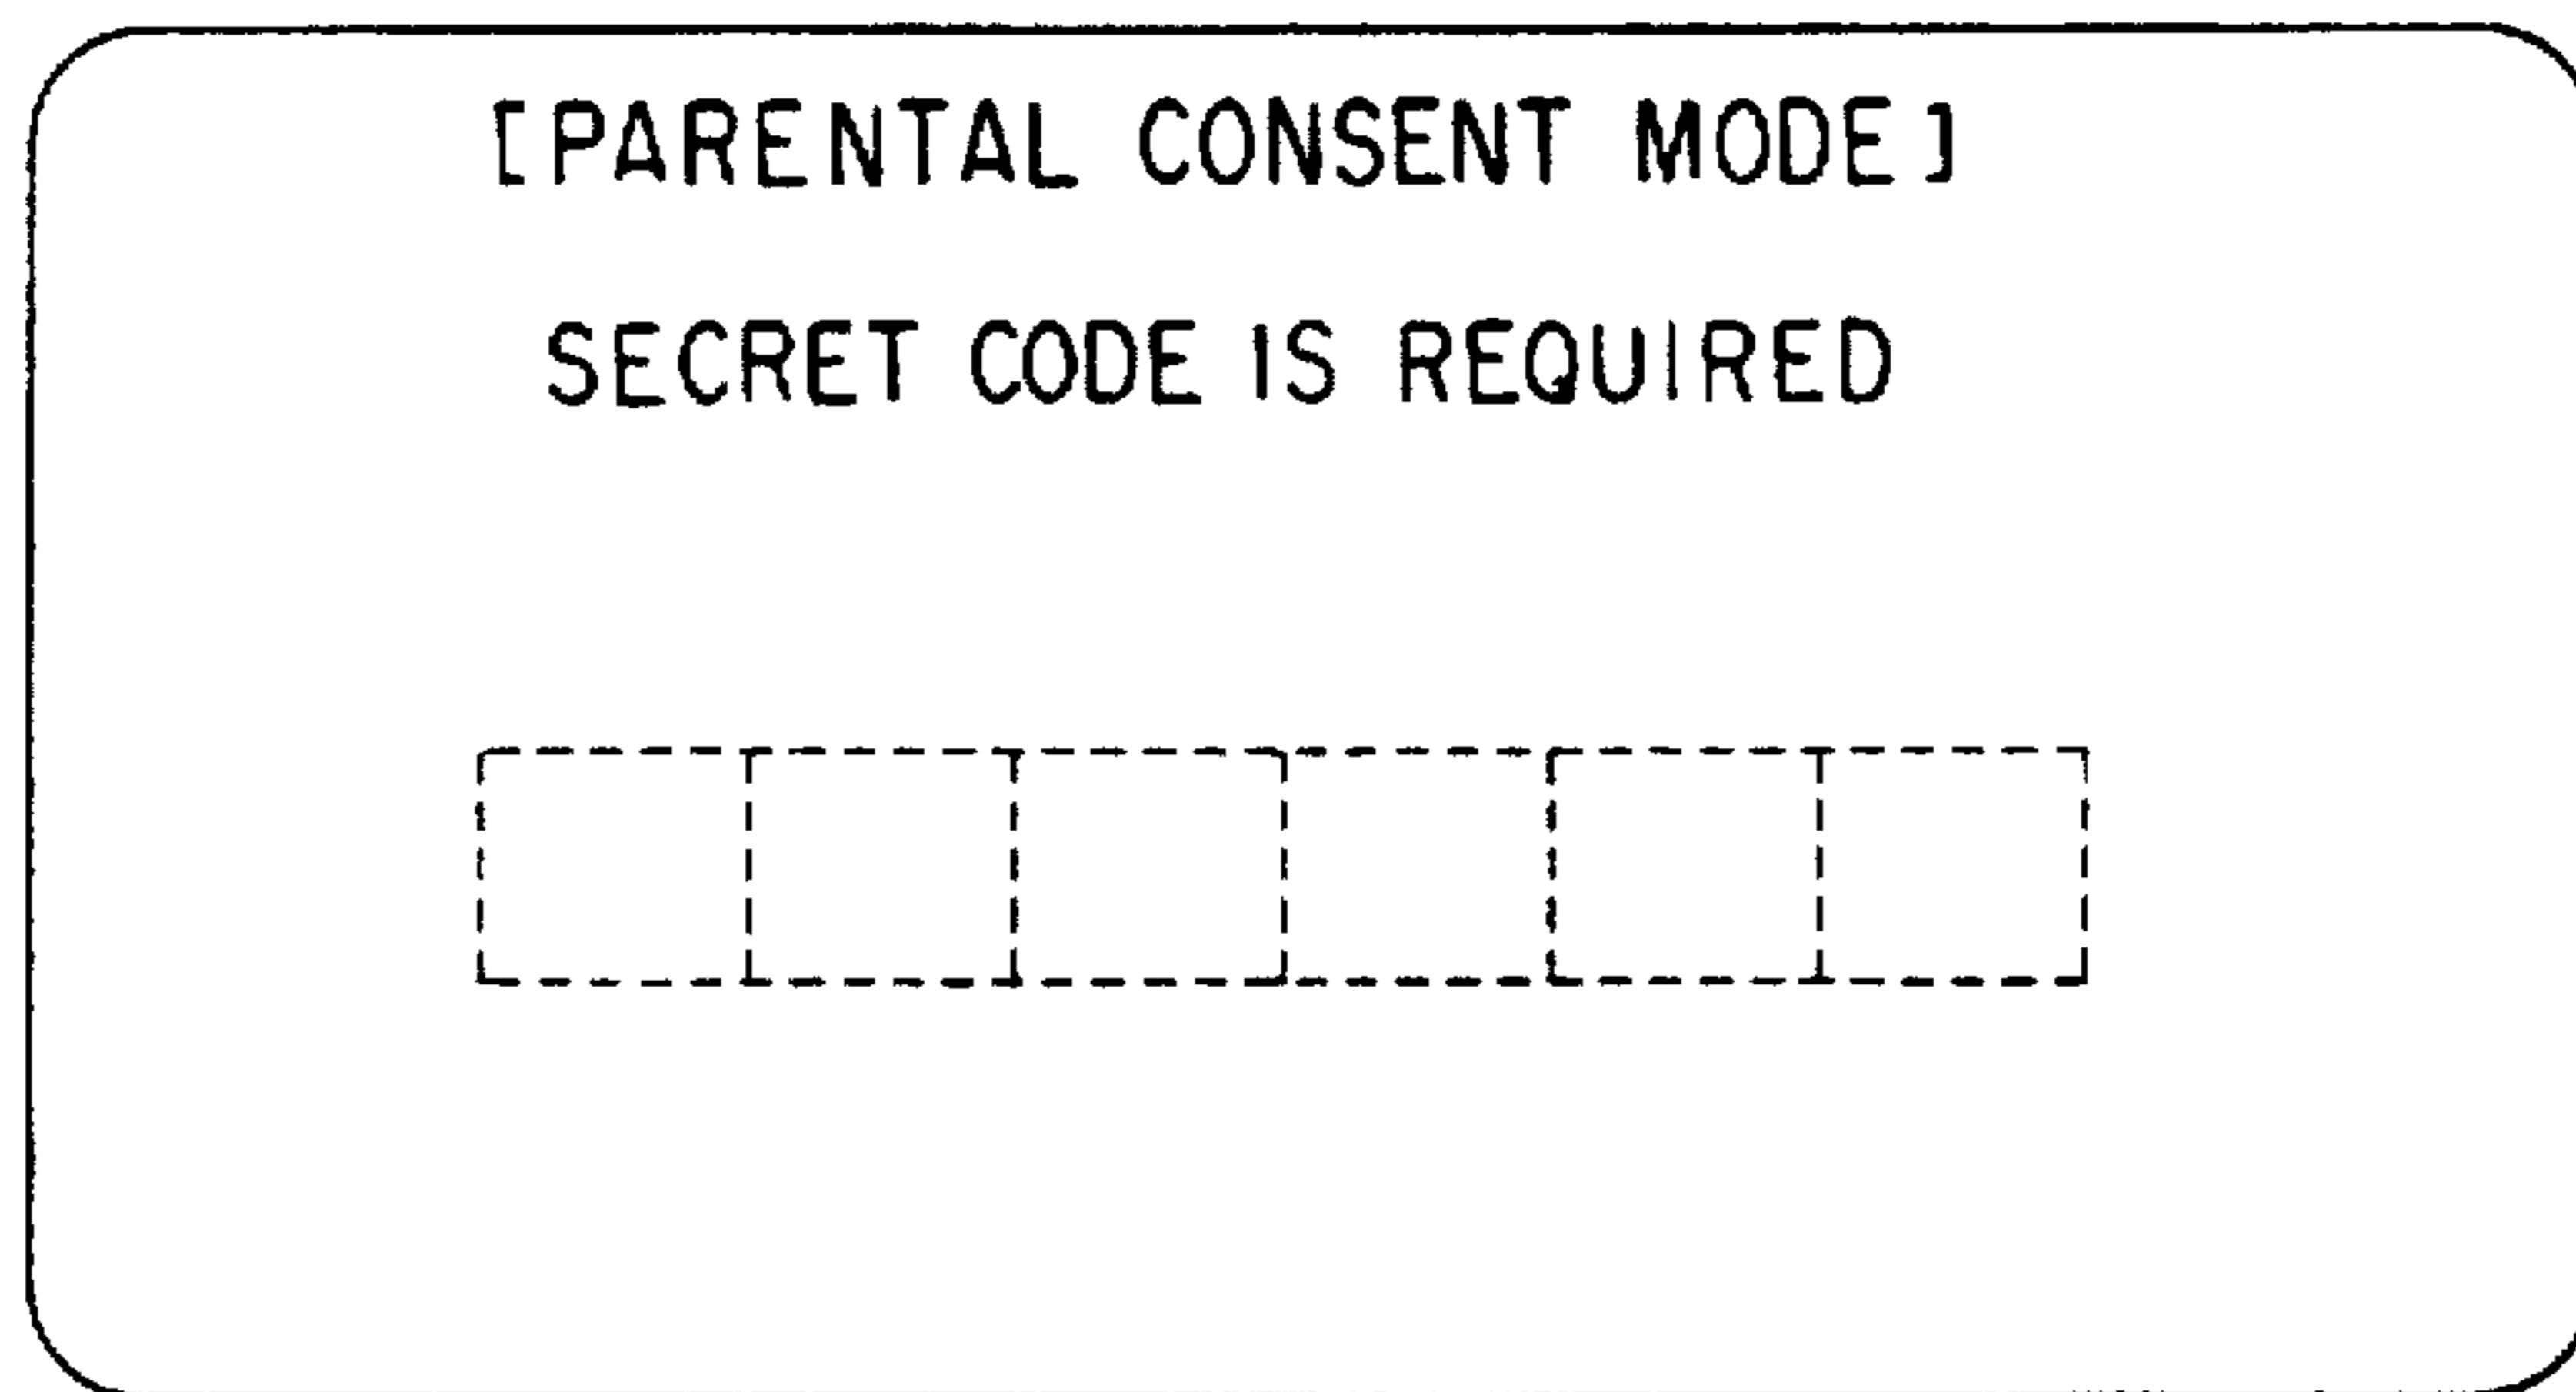 [PARENTAL CONSENT MODE]
SECRET CODE IS REQUIRED